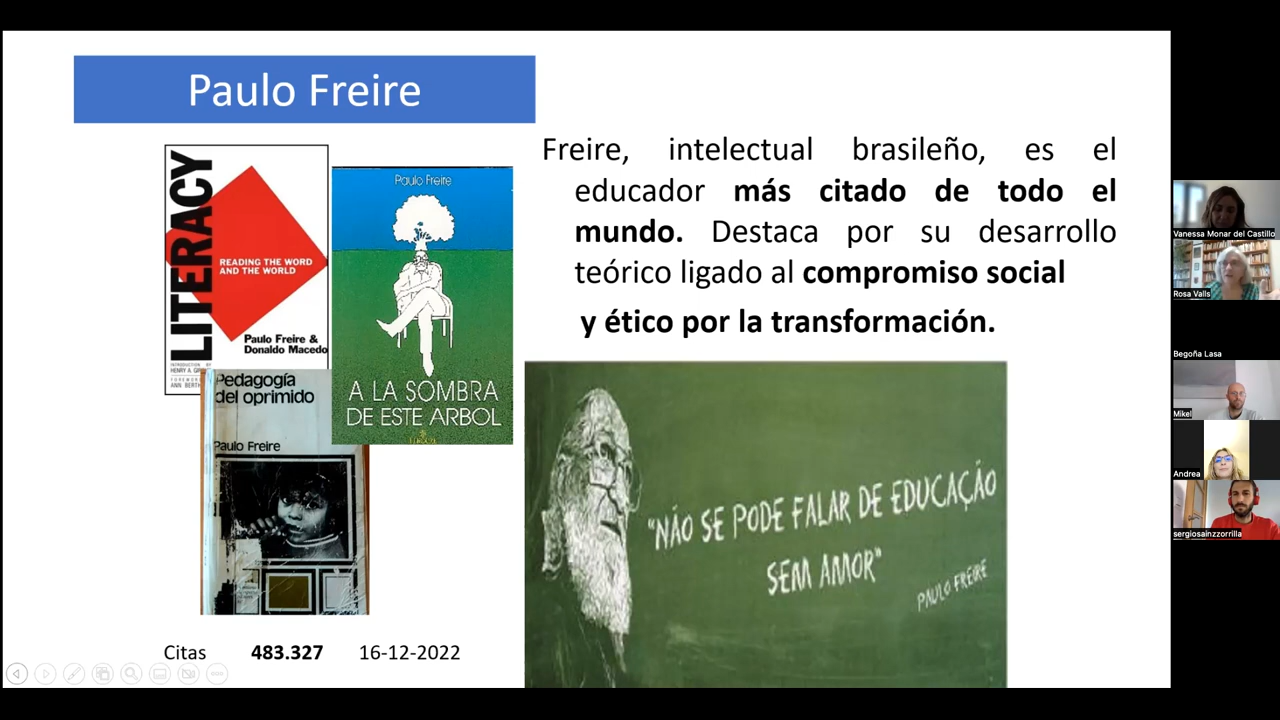 Paulo Freire
LITERACY
READING THE WORD
AND THE WORLD
Paulo Freire &
Donaldo Macedo
INTRODUCTION BY
HENRY A.
Paulo Freire
A LA SOMBRA
DE ESTE ARBOL
Pedagogía
del oprimido
Paulo Freire
Citas 483.327 16-12-2022
Freire, intelectual brasileño, es el
educador más citado de todo el
mundo. Destaca por su desarrollo
teórico ligado al compromiso social
y ético por la transformación.
"NÃO SE PODE FALAR DE EDUCAÇÃO
SEM AMOR"
PAULO FREIRE
Vanessa Monar del Castillo
Rosa Valls
Begoña Lasa
Mikel
Andrea
sergiosainzzorrilla